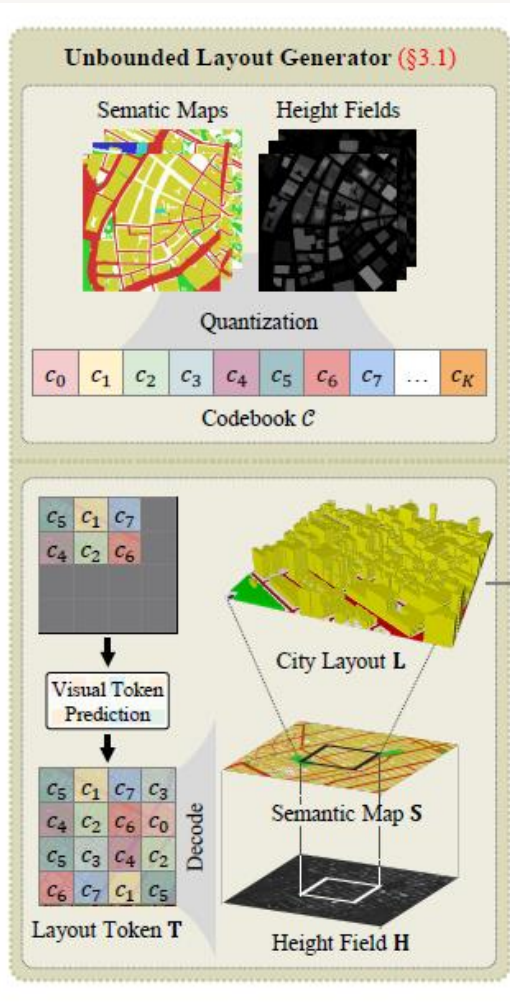 Unbounded Layout Generator (§3.1)
Sematic Maps Height Fields
Quantization
c0 c1 c2 c3 c4 c5 c6 c7 ... cK
Codebook C
c5 c1 c7
c4 c2 c6
Visual Token
Prediction
c5 c1 c7 c3
c4 c2 c6 c0
c5 c3 c4 c2
c6 c7 c1 c5
Layout Token T
Decode
City Layout L
Semantic Map S
Height Field H